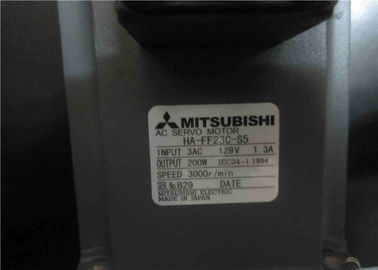 MITSUBISHI
AC SERVO MOTOR
HA-FF23C-S5
INPUT 3AC 129V 1.3A
OUTPUT 200W IEC34-1 1994
SPEED 3000r/min
SER.No.B29 DATE
MITSUBISHI ELECTRIC
MADE IN JAPAN